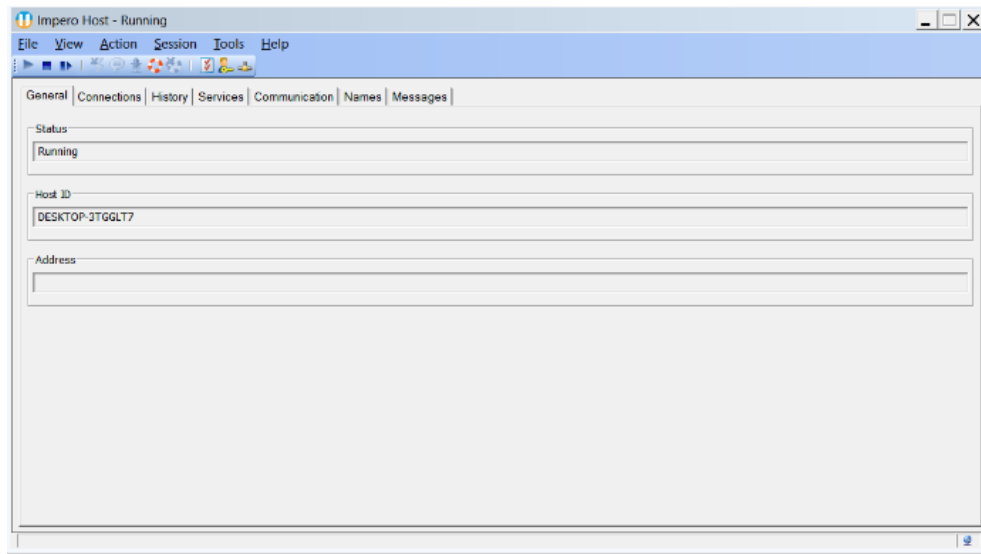 Impero Host - Running
File View Action Session Tools Help
General Connections History Services Communication Names Messages
Status
Running
Host ID
DESKTOP-3TGGLT7
Address